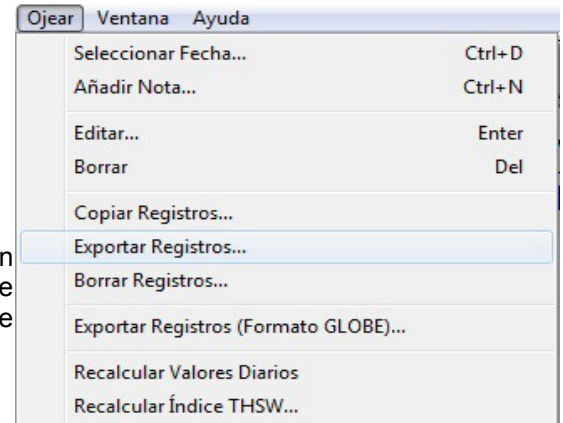 Ojear Ventana Ayuda
Seleccionar Fecha... Ctrl+D
Añadir Nota... Ctrl+N
Editar... Enter
Borrar Del
Copiar Registros...
Exportar Registros...
Borrar Registros...
Exportar Registros (Formato GLOBE)...
Recalcular Valores Diarios
Recalcular Índice THSW...
n
e
e